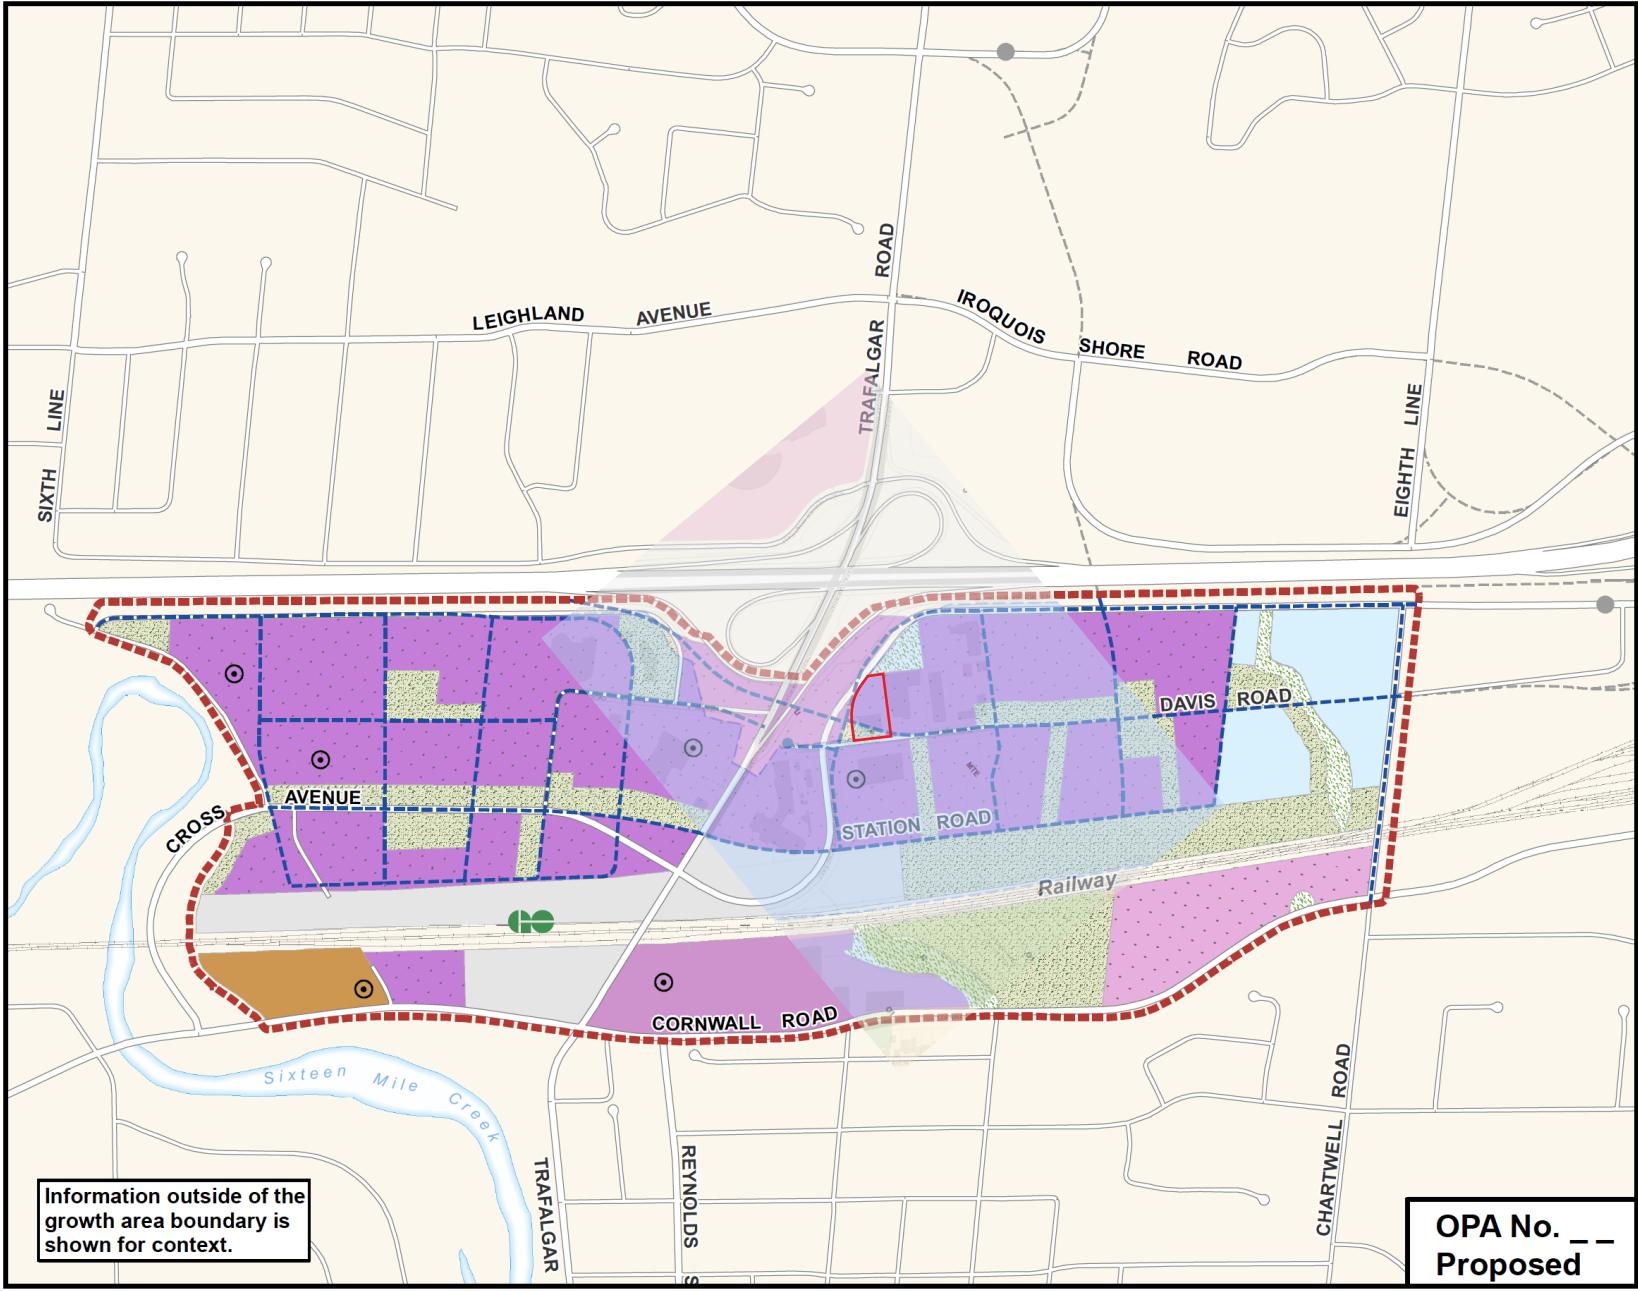 ROAD
TRAFALGAR
LEIGHLAND AVENUE
IROQUOIS SHORE ROAD
SIXTH LINE
EIGHTH LINE
DAVIS ROAD
CROSS AVENUE
STATION ROAD
MTE
Railway
CORNWALL ROAD
Sixteen Mile Creek
TRAFALGAR
REYNOLDS S
CHARTWELL ROAD
Information outside of the
growth area boundary is
shown for context.
OPA No. _ _
Proposed